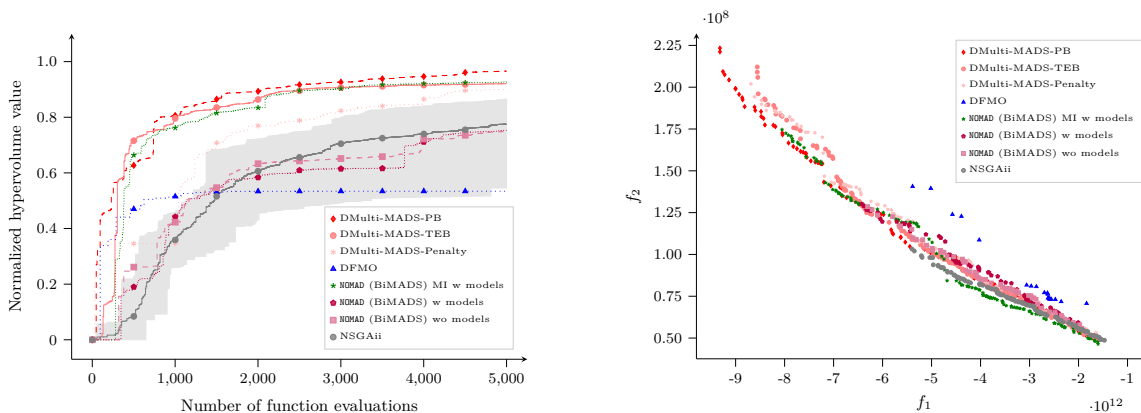 Normalized hypervolume value
1.0
0.8
0.6
0.4
0.2
0
0 1,000 2,000 3,000 4,000 5,000
Number of function evaluations
DMulti-MADS-PB
DMulti-MADS-TEB
DMulti-MADS-Penalty
DFMO
NOMAD (BiMADS) MI w models
NOMAD (BiMADS) w models
NOMAD (BiMADS) wo models
NSGAii
·10⁸
f₂
2.25
2.00
1.75
1.50
1.25
1.00
0.75
0.50
-9 -8 -7 -6 -5 -4 -3 -2 -1
f₁
·10¹²
DMulti-MADS-PB
DMulti-MADS-TEB
DMulti-MADS-Penalty
DFMO
NOMAD (BiMADS) MI w models
NOMAD (BiMADS) w models
NOMAD (BiMADS) wo models
NSGAii